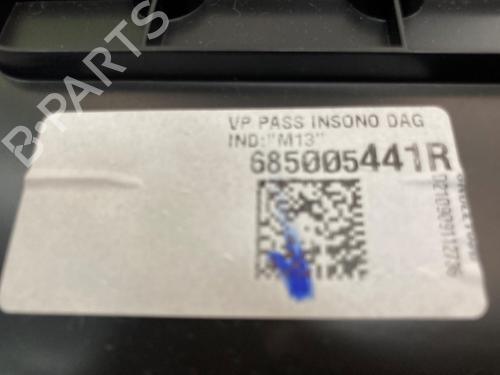 VP PASS INSONO DAG
IND:"M13"
685005441R
B-PARTS